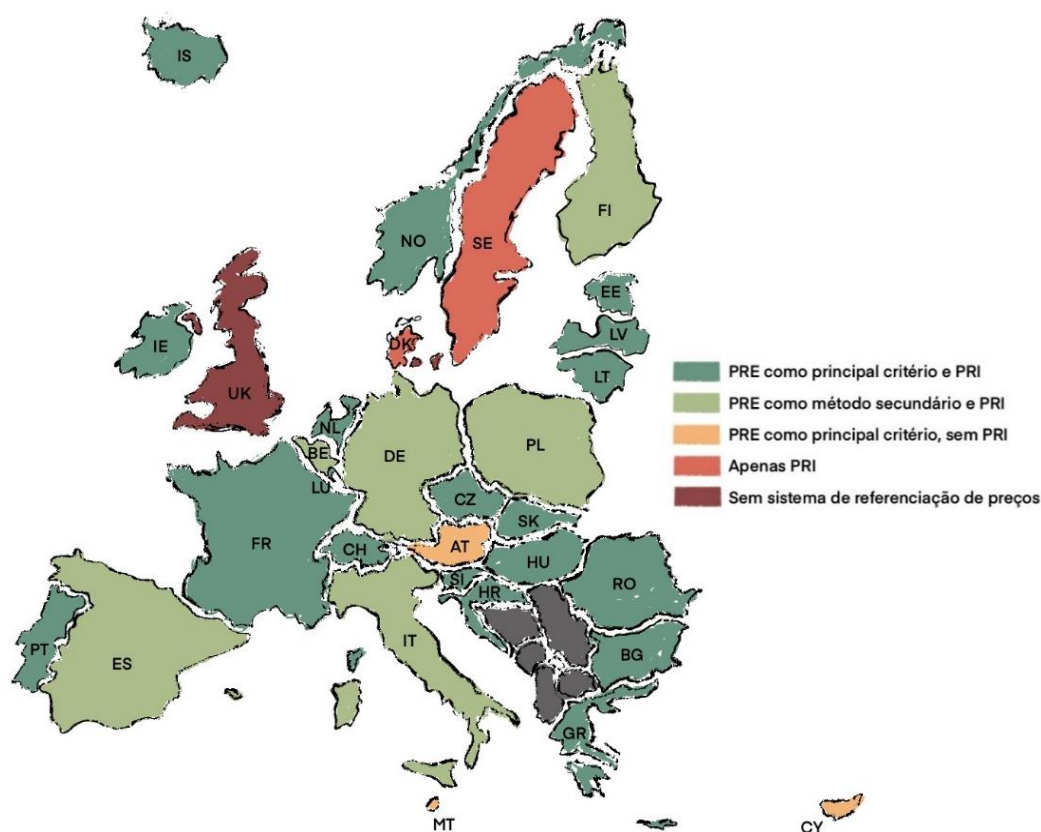 IS
NO
SE
FI
EE
LV
LT
IE
UK
DK
NL
BE
LU
DE
PL
CZ
SK
FR
CH
AT
HU
SI
HR
RO
PT
ES
IT
BG
GR
MT
CY
PRE como principal critério e PRI
PRE como método secundário e PRI
PRE como principal critério, sem PRI
Apenas PRI
Sem sistema de referenciação de preços